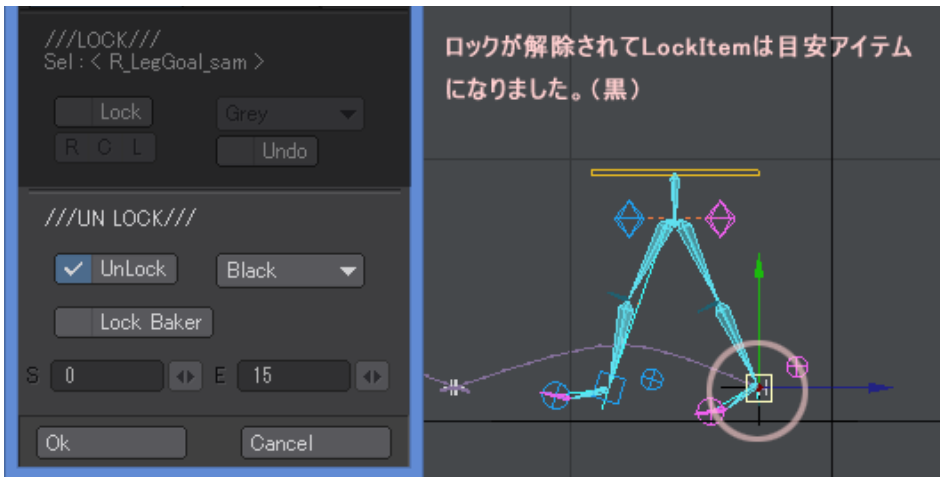 ///LOCK///
Sel : < R_LegGoal_sam >
Lock
Grey
R C L
Undo
///UN LOCK///
UnLock
Black
Lock Baker
S 0 E 15
Ok
Cancel
ロックが解除されてLockItemは目安アイテム
になりました。（黒）